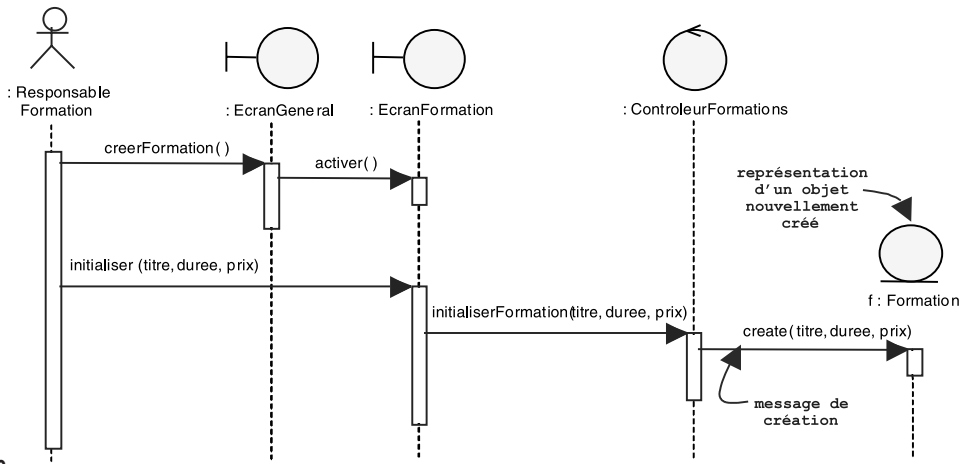 : Responsable
Formation
: EcranGeneral
: EcranFormation
: ControleurFormations
creerFormation( )
activer( )
représentation
d'un objet
nouvellement
créé
initialiser (titre, duree, prix)
f : Formation
initialiserFormation(titre, duree, prix)
create(titre, duree, prix)
message de
création